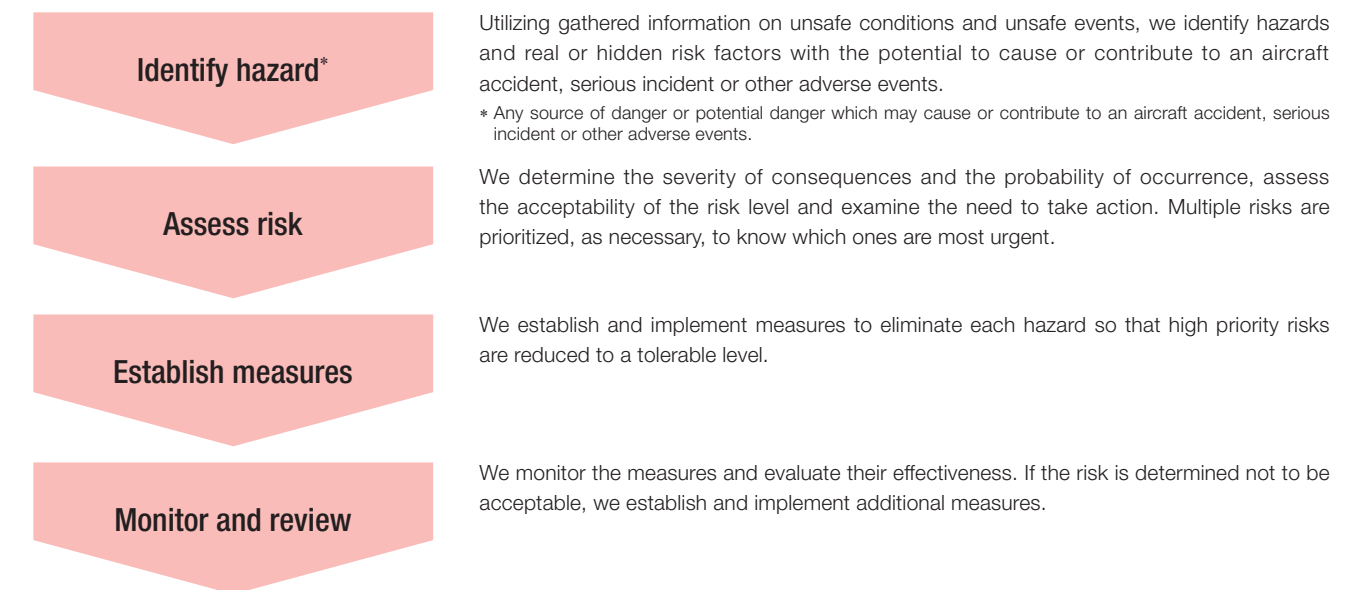 Identify hazard*
Utilizing gathered information on unsafe conditions and unsafe events, we identify hazards
and real or hidden risk factors with the potential to cause or contribute to an aircraft
accident, serious incident or other adverse events.
* Any source of danger or potential danger which may cause or contribute to an aircraft accident, serious
incident or other adverse events.
Assess risk
We determine the severity of consequences and the probability of occurrence, assess
the acceptability of the risk level and examine the need to take action. Multiple risks are
prioritized, as necessary, to know which ones are most urgent.
Establish measures
We establish and implement measures to eliminate each hazard so that high priority risks
are reduced to a tolerable level.
Monitor and review
We monitor the measures and evaluate their effectiveness. If the risk is determined not to be
acceptable, we establish and implement additional measures.